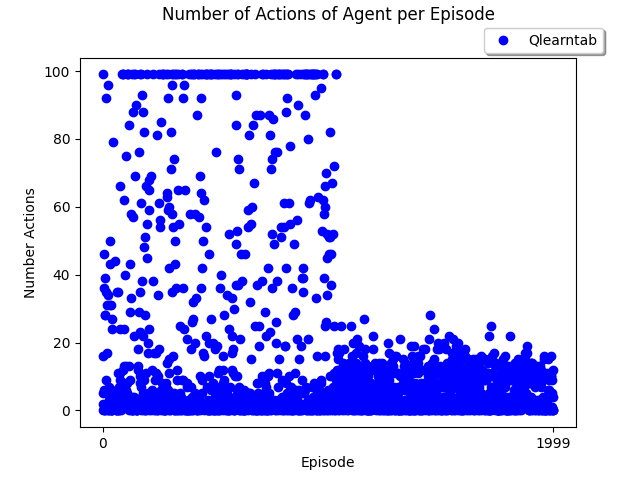 Number of Actions of Agent per Episode
Qlearntab
100
80
60
40
20
0
Number Actions
0
1999
Episode